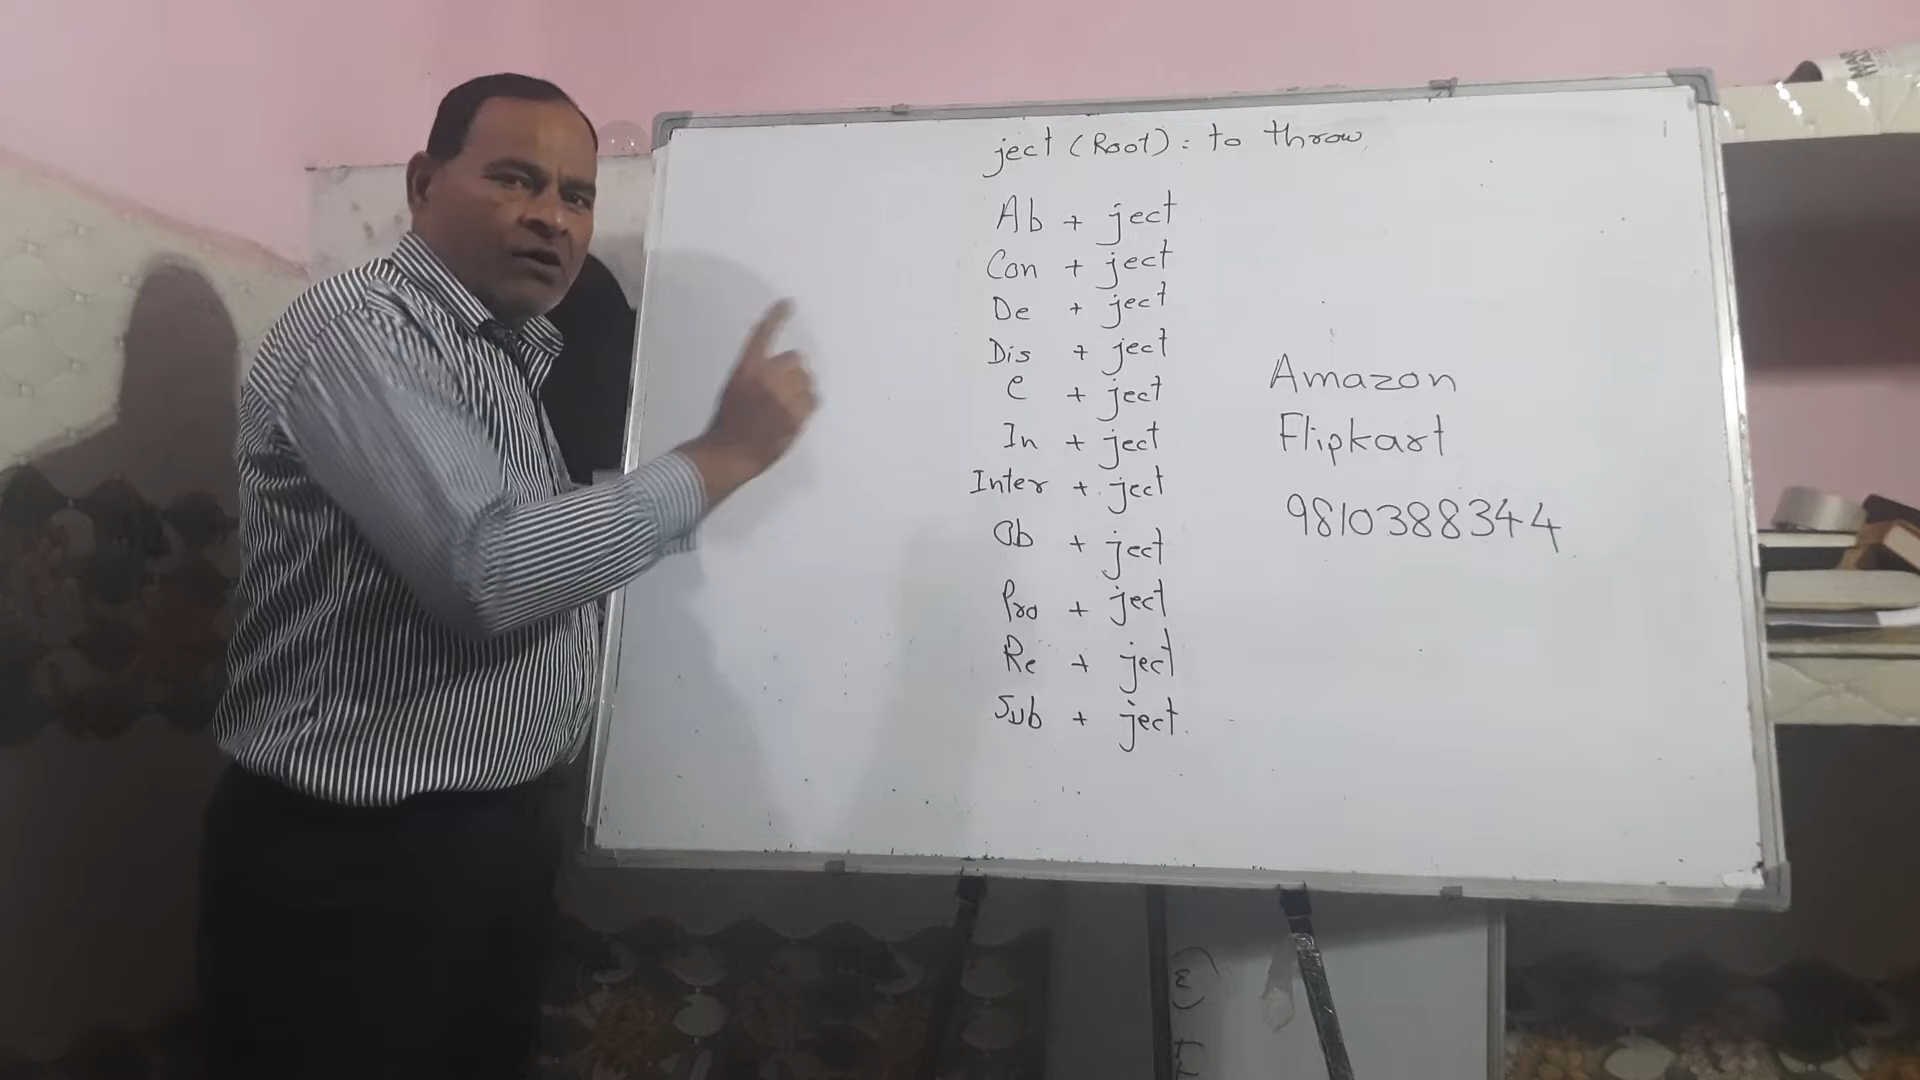 ject (Root): to throw
Ab + ject
Con + ject
De + ject
Dis + ject
e + ject
In + ject
Inter + ject
Ob + ject
Pro + ject
Re + ject
Sub + ject
Amazon
Flipkart
9810388344